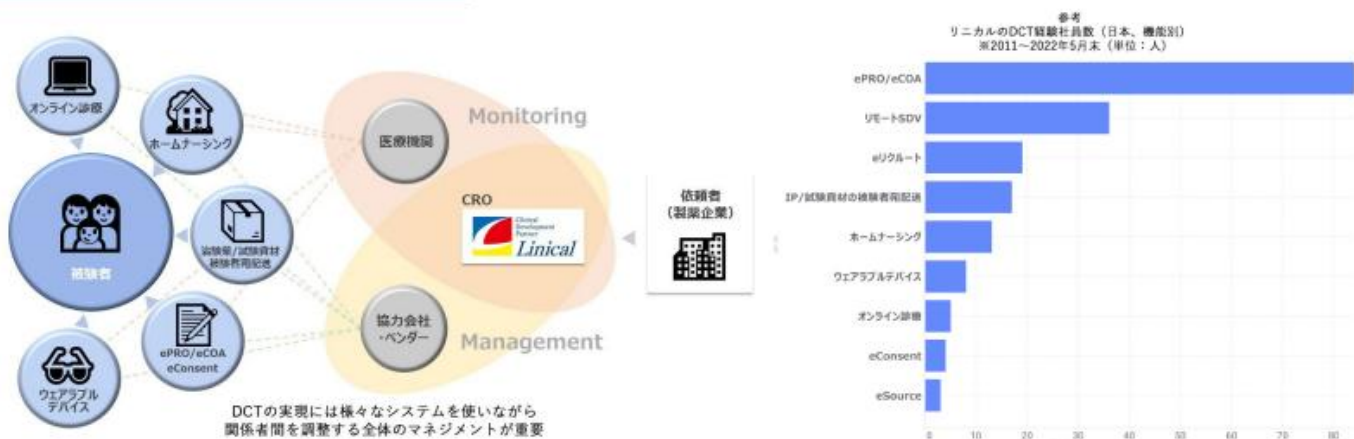 オンライン診療
ホームナーシング
被験者
治験薬/試験資材
被験者宛配送
ePRO/eCOA
eConsent
ウェアラブル
デバイス
医療機関
Monitoring
CRO
Clinical
Development
Partner
Linical
協力会社
・ベンダー
Management
依頼者
（製薬企業）
DCTの実現には様々なシステムを使いながら
関係者間を調整する全体のマネジメントが重要
参考
リニカルのDCT経験社員数（日本、機能別）
※2011～2022年5月末（単位：人）
ePRO/eCOA
リモートSDV
eリクルート
IP/試験資材の被験者宛配送
ホームナーシング
ウェアラブルデバイス
オンライン診療
eConsent
eSource
0 10 20 30 40 50 60 70 80